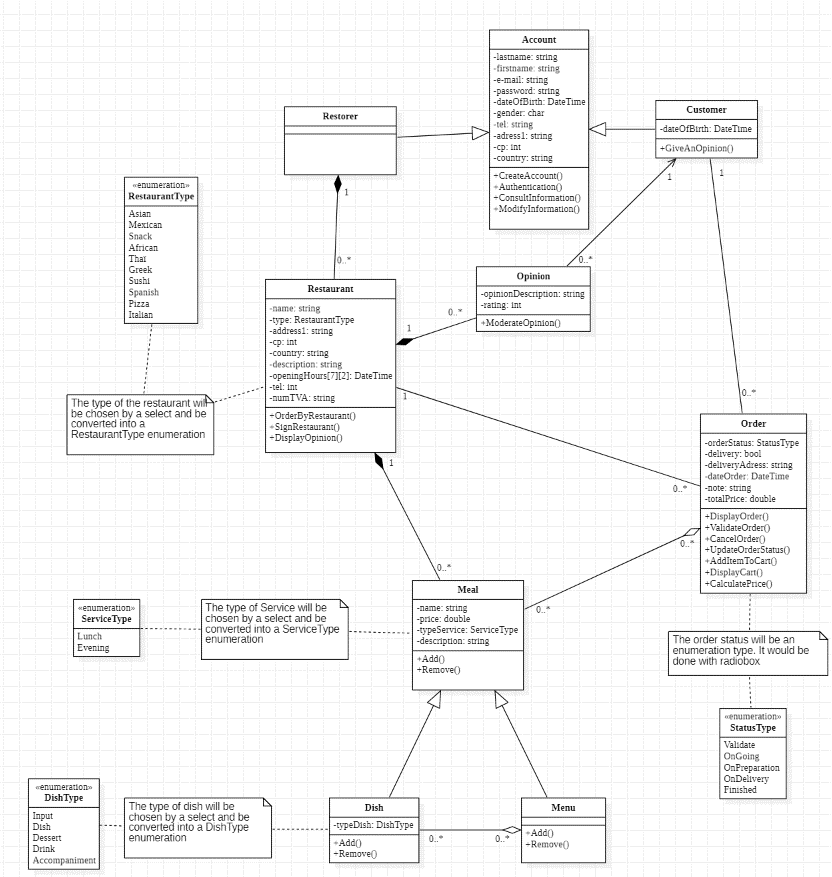 Account
-lastname: string
-firstname: string
-e-mail: string
-password: string
-dateOfBirth: DateTime
-gender: char
-tel: string
-adress1: string
-cp: int
-country: string
+CreateAccount()
+Authentication()
+ConsultInformation()
+ModifyInformation()
Restorer
1
0..*
Customer
-dateOfBirth: DateTime
+GiveAnOpinion()
1
1
0..*
0..*
«enumeration»
RestaurantType
Asian
Mexican
Snack
African
Thaï
Greek
Sushi
Spanish
Pizza
Italian
Opinion
-opinionDescription: string
-rating: int
+ModerateOpinion()
0..*
1
Restaurant
-name: string
-type: RestaurantType
-address1: string
-cp: int
-country: string
-description: string
-openingHours[7][2]: DateTime
-tel: int
-numTVA: string
+OrderByRestaurant()
+SignRestaurant()
+DisplayOpinion()
1
0..*
1
0..*
The type of the restaurant will
be chosen by a select and be
converted into a
RestaurantType enumeration
Order
-orderStatus: StatusType
-delivery: bool
-deliveryAdress: string
-dateOrder: DateTime
-note: string
-totalPrice: double
+DisplayOrder()
+ValidateOrder()
+CancelOrder()
+UpdateOrderStatus()
+AddItemToCart()
+DisplayCart()
+CalculatePrice()
0..*
0..*
Meal
-name: string
-price: double
-typeService: ServiceType
-description: string
+Add()
+Remove()
«enumeration»
ServiceType
Lunch
Evening
The type of Service will be
chosen by a select and be
converted into a ServiceType
enumeration
The order status will be an
enumeration type. It would be
done with radiobox
«enumeration»
StatusType
Validate
OnGoing
OnPreparation
OnDelivery
Finished
«enumeration»
DishType
Input
Dish
Dessert
Drink
Accompaniment
The type of dish will be
chosen by a select and be
converted into a DishType
enumeration
Dish
-typeDish: DishType
+Add()
+Remove()
0..*
0..*
Menu
+Add()
+Remove()